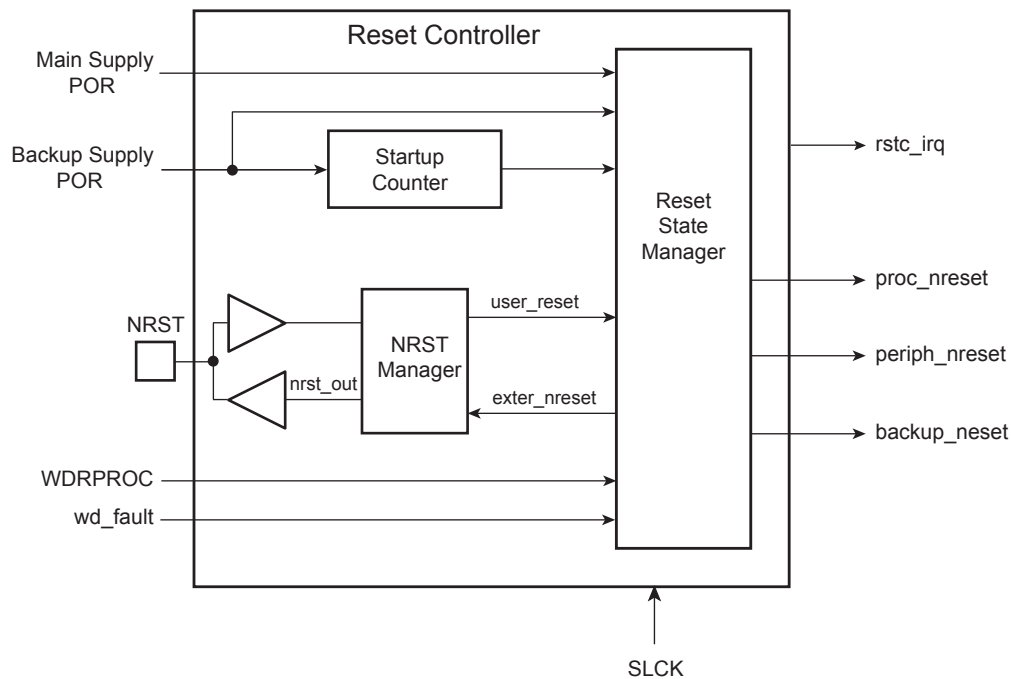 Reset Controller
Main Supply
POR
Backup Supply
POR
Startup
Counter
Reset
State
Manager
rstc_irq
proc_nreset
periph_nreset
backup_neset
NRST
NRST
Manager
user_reset
nrst_out
exter_nreset
WDRPROC
wd_fault
SLCK